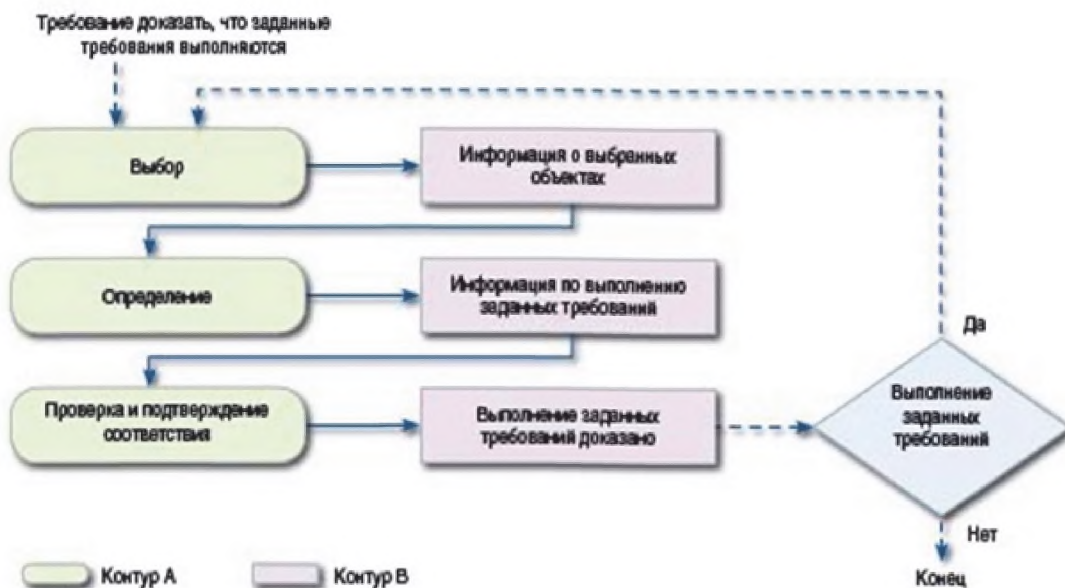 Требование доказать, что заданные
требования выполняются
Выбор
Информация о выбранных
объектах
Определение
Информация по выполнению
заданных требований
Да
Проверка и подтверждение
соответствия
Выполнение заданных
требований доказано
Выполнение
заданных
требований
Нет
Конец
Контур А
Контур В